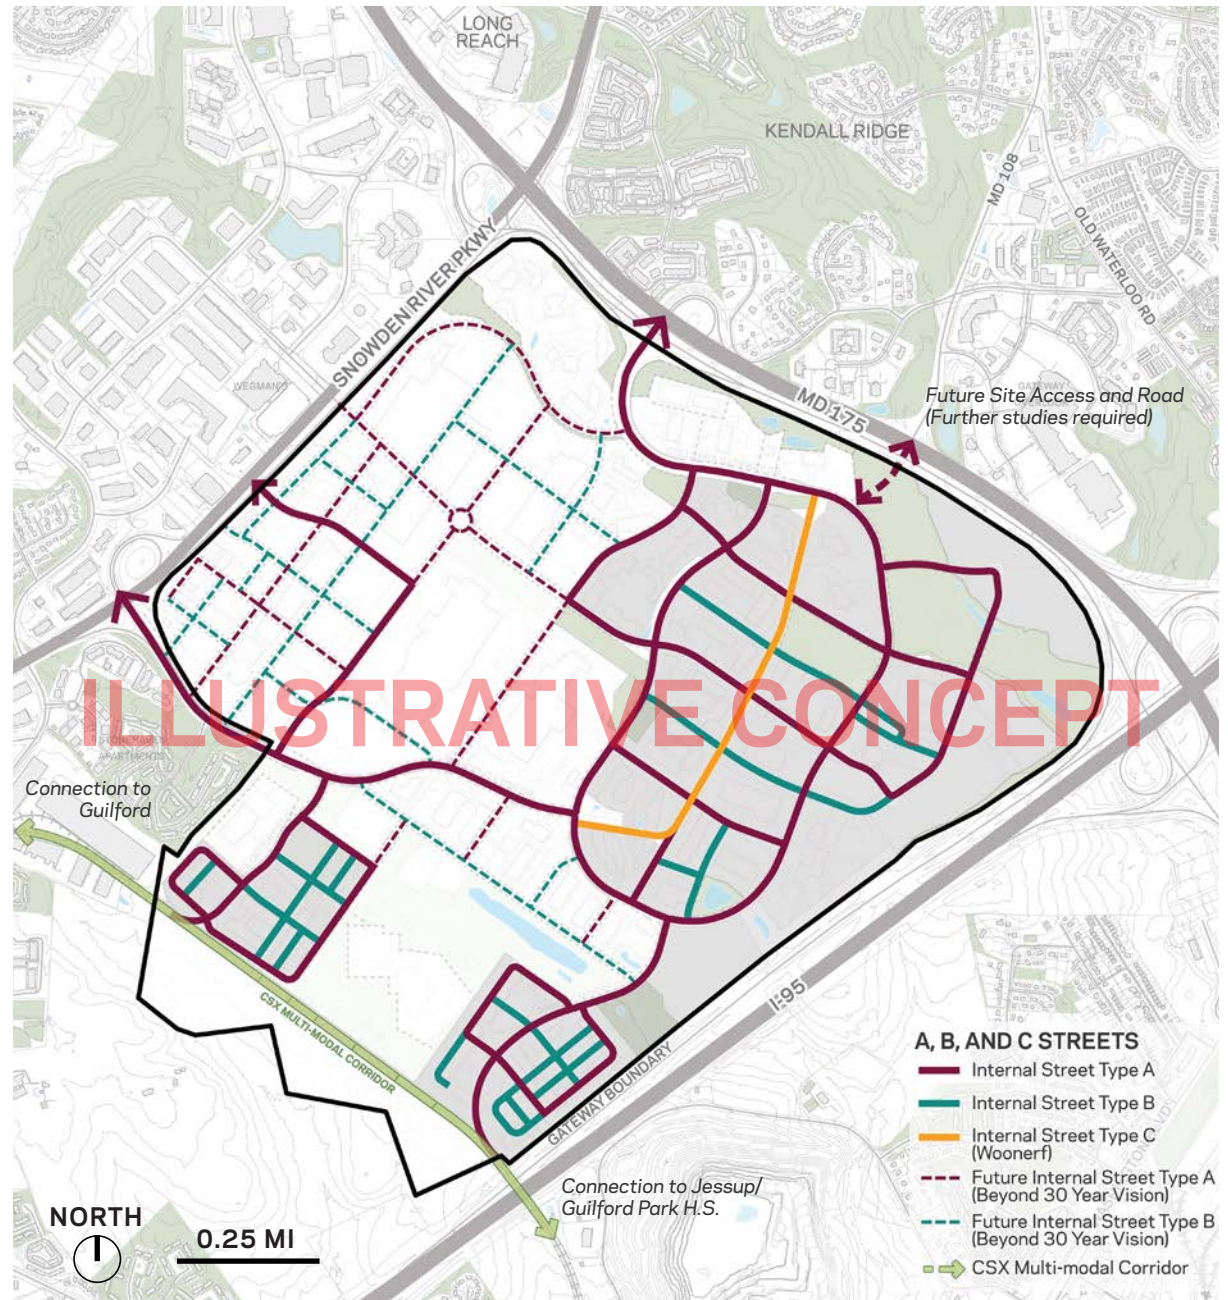 LONG
REACH
KENDALL RIDGE
MD 108
OLD WATERLOO RD
SNOWDEN RIVER PKWY
WEGMAN'S
MD 175
GATEWAY
Future Site Access and Road
(Further studies required)
ILLUSTRATIVE CONCEPT
APARTMENTS
Connection to
Guilford
CSX MULTI-MODAL CORRIDOR
I-95
GATEWAY BOUNDARY
Connection to Jessup/
Guilford Park H.S.
NORTH
0.25 MI
A, B, AND C STREETS
Internal Street Type A
Internal Street Type B
Internal Street Type C
(Woonerf)
Future Internal Street Type A
(Beyond 30 Year Vision)
Future Internal Street Type B
(Beyond 30 Year Vision)
CSX Multi-modal Corridor